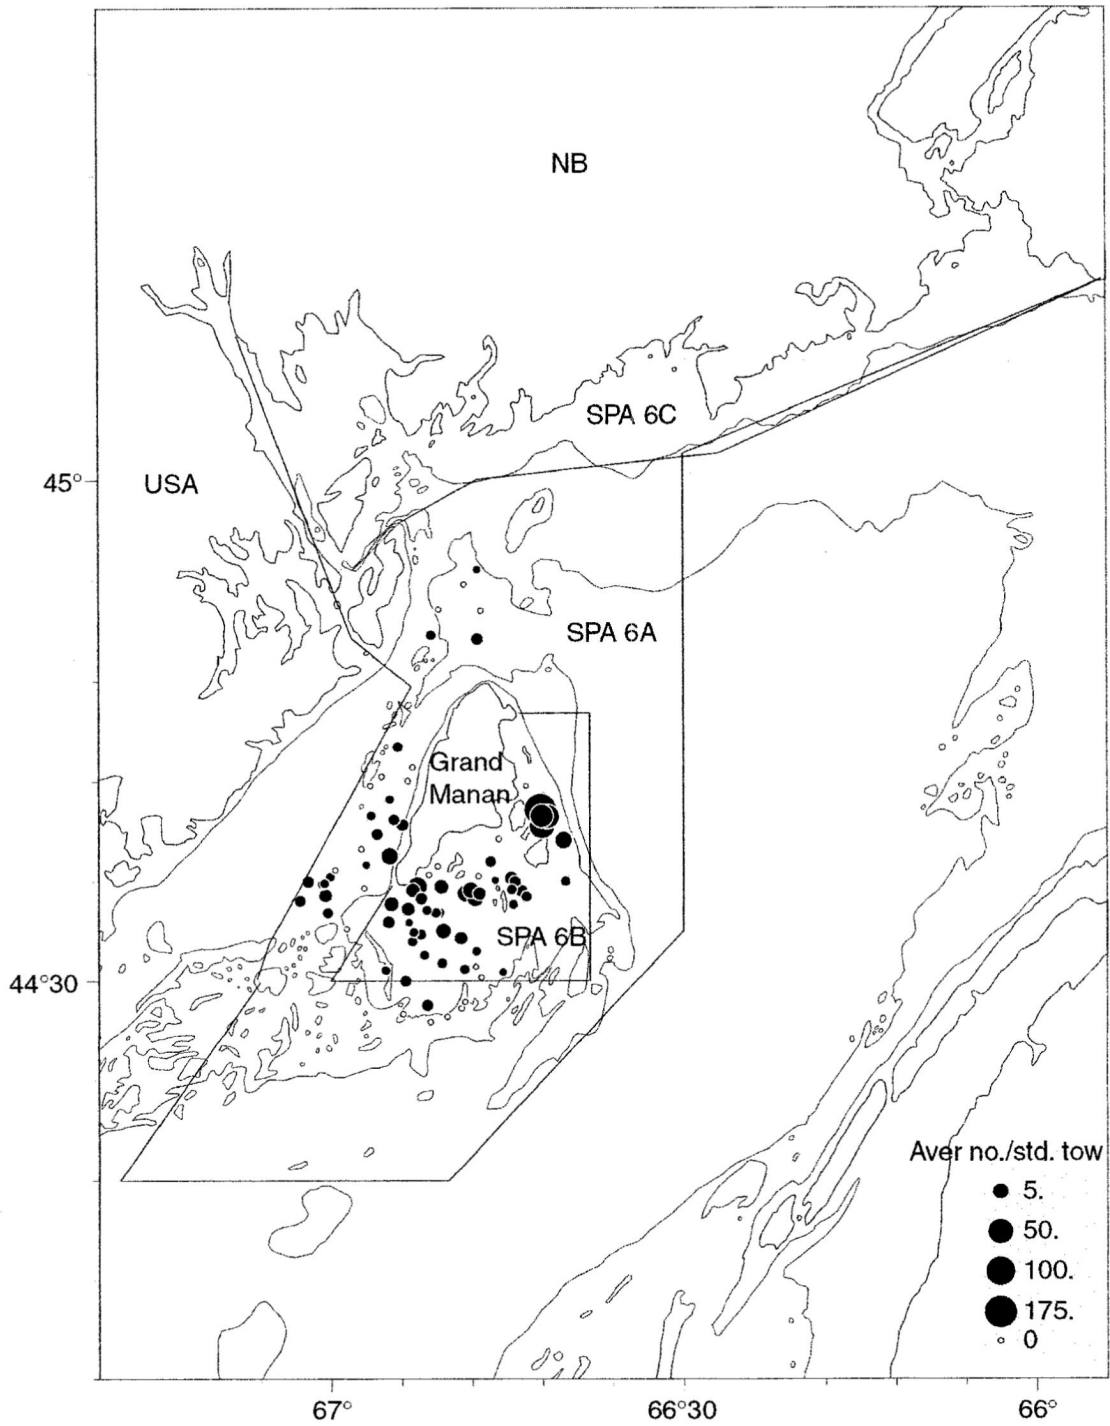 NB
SPA 6C
45°
USA
SPA 6A
Grand
Manan
SPA 6B
44°30
Aver no./std. tow
5.
50.
100.
175.
0
67°
66°30
66°